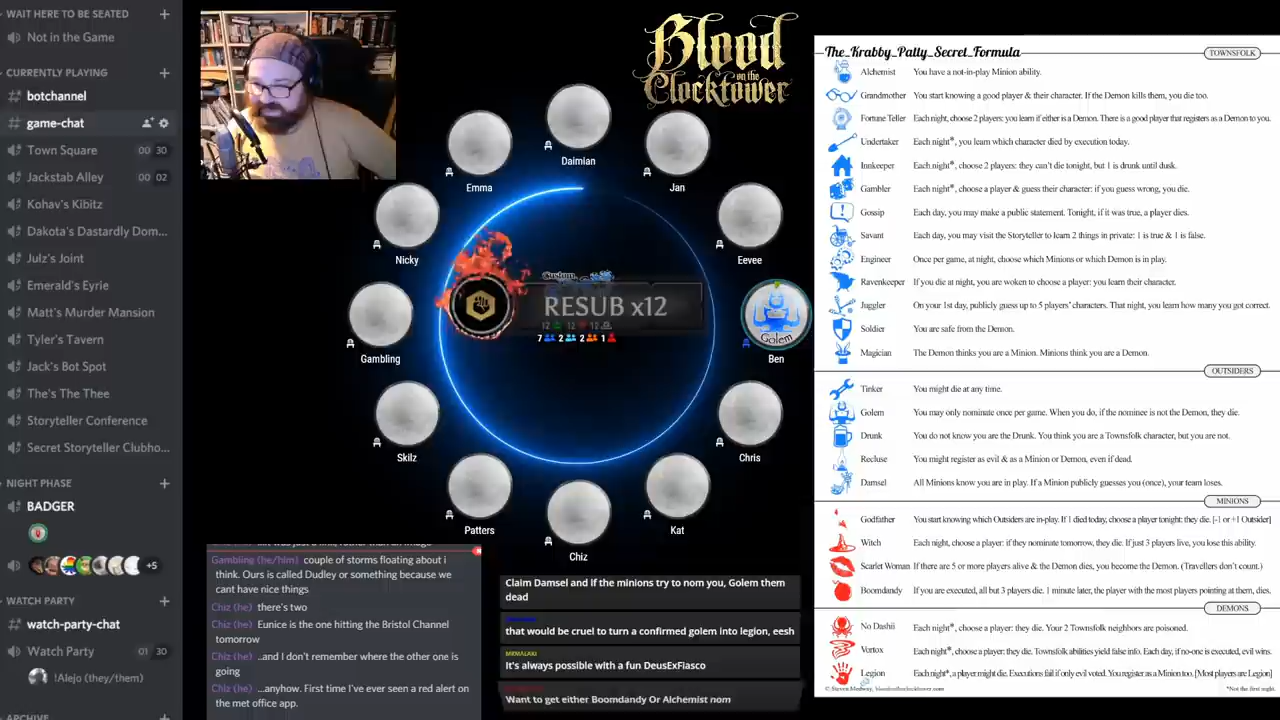 WAIT HERE TO BE SEATED
Not in the Game
CURRENTLY PLAYING
botchannel
game-chat
Town Square 00 30
Jackstab Alley 00 02
Kohav's Kibitz
Dakota's Dastardly Dom...
Julz's Joint
Emerald's Eyrie
Matt's Murder Mansion
Tyler's Tavern
Jack's Bot Spot
The's The Thee
Storyteller Conference
Secret Storyteller Clubho...
NIGHT PHASE
BADGER
+5
WATCH PARTY
watch-party-chat
Watch Party 30
!Alejo (they/them)
ARCHIVE
Blood
on the
Clocktower
Daimian
Emma
Jan
Nicky
Eevee
Gambling
Golem
Ben
Skilz
Chris
Patters
Kat
Chiz
Custom
RESUB x12
12 12 12
7 2 2 1
Gambling (he/him) couple of storms floating about i
think. Ours is called Dudley or something because we
cant have nice things
Chiz (he) there's two
Chiz (he) Eunice is the one hitting the Bristol Channel
tomorrow
Chiz (he) ..and I don't remember where the other one is
going
Chiz (he) ...anyhow. First time I've ever seen a red alert on
the met office app.
Claim Damsel and If the minions try to nom you, Golem them
dead
that would be cruel to turn a confirmed golem into legion, eesh
It's always possible with a fun DeusExFiasco
Want to get either Boomdandy Or Alchemist nom
The_Krabby_Patty_Secret_Formula
TOWNSFOLK
Alchemist You have a not-in-play Minion ability.
Grandmother You start knowing a good player & their character. If the Demon kills them, you die too.
Fortune Teller Each night, choose 2 players: you learn if either is a Demon. There is a good player that registers as a Demon to you.
Undertaker Each night*, you learn which character died by execution today.
Innkeeper Each night*, choose 2 players: they can't die tonight, but 1 is drunk until dusk.
Gambler Each night*, choose a player & guess their character: if you guess wrong, you die.
Gossip Each day, you may make a public statement. Tonight, if it was true, a player dies.
Savant Each day, you may visit the Storyteller to learn 2 things in private: 1 is true & 1 is false.
Engineer Once per game, at night, choose which Minions or which Demon is in play.
Ravenkeeper If you die at night, you are woken to choose a player: you learn their character.
Juggler On your 1st day, publicly guess up to 5 players' characters. That night, you learn how many you got correct.
Soldier You are safe from the Demon.
Magician The Demon thinks you are a Minion. Minions think you are a Demon.
OUTSIDERS
Tinker You might die at any time.
Golem You may only nominate once per game. When you do, if the nominee is not the Demon, they die.
Drunk You do not know you are the Drunk. You think you are a Townsfolk character, but you are not.
Recluse You might register as evil & as a Minion or Demon, even if dead.
Damsel All Minions know you are in play. If a Minion publicly guesses you (once), your team loses.
MINIONS
Godfather You start knowing which Outsiders are in-play. If 1 died today, choose a player tonight: they die. [-1 or +1 Outsider]
Witch Each night, choose a player: if they nominate tomorrow, they die. If just 3 players live, you lose this ability.
Scarlet Woman If there are 5 or more players alive & the Demon dies, you become the Demon. (Travellers don't count.)
Boomdandy If you are executed, all but 3 players die. 1 minute later, the player with the most players pointing at them, dies.
DEMONS
No Dashii Each night*, choose a player: they die. Your 2 Townsfolk neighbors are poisoned.
Vortox Each night*, choose a player: they die. Townsfolk abilities yield false info. Each day, if no-one is executed, evil wins.
Legion Each night*, a player might die. Executions fail if only evil voted. You register as a Minion too. [Most players are Legion]
© Steven Medway, bloodontheclocktower.com
*Not the first night.